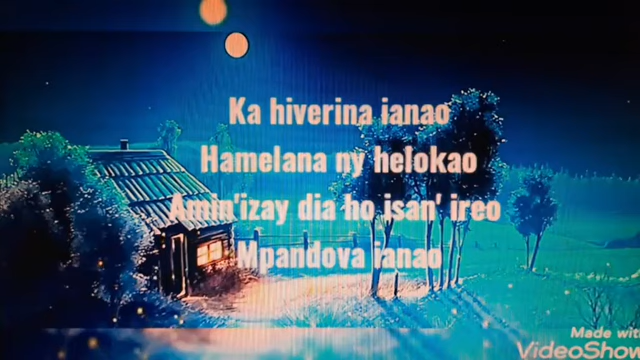 Ka hiverina ianao
Hamelana ny helokao
Amin'izay dia ho isan' ireo
Mpandova ianao
Made wit
VideoShow